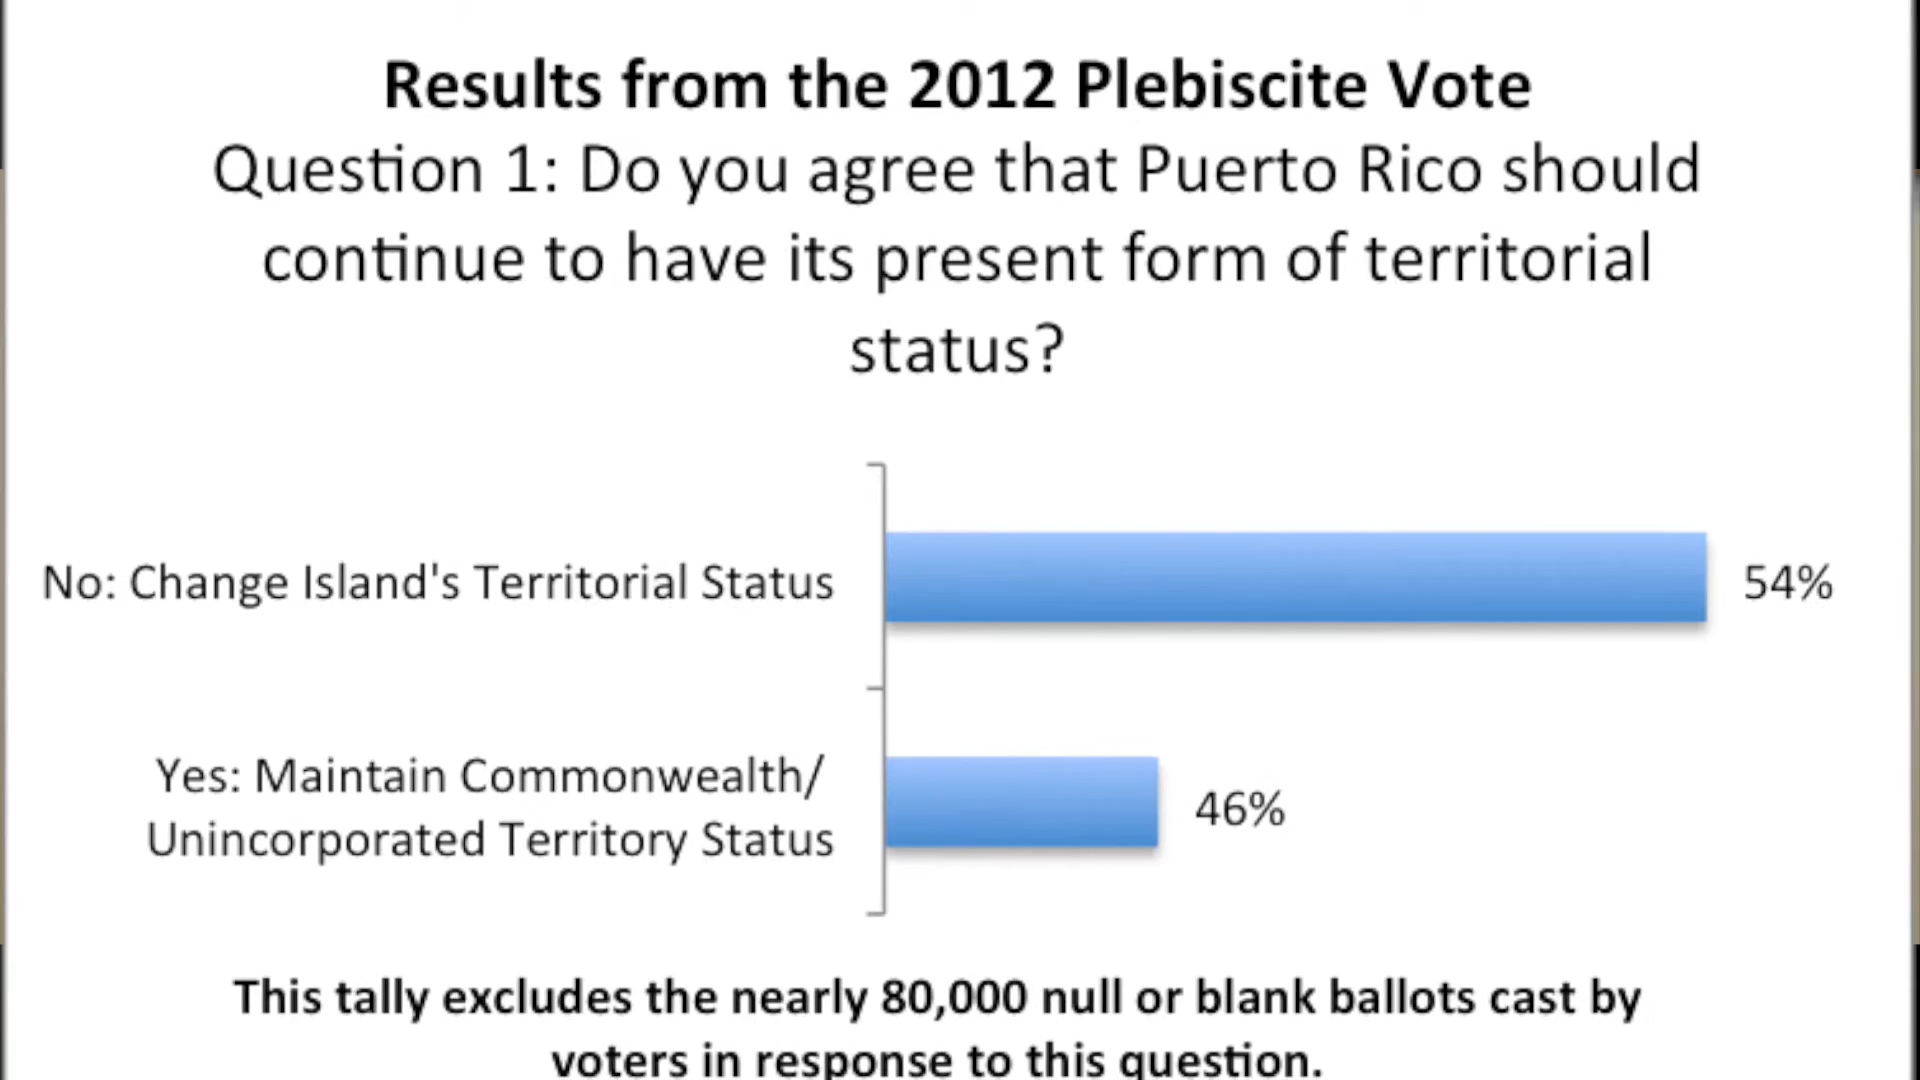 Results from the 2012 Plebiscite Vote
Question 1: Do you agree that Puerto Rico should
continue to have its present form of territorial
status?
No: Change Island's Territorial Status
54%
Yes: Maintain Commonwealth/
Unincorporated Territory Status
46%
This tally excludes the nearly 80,000 null or blank ballots cast by
voters in response to this question.